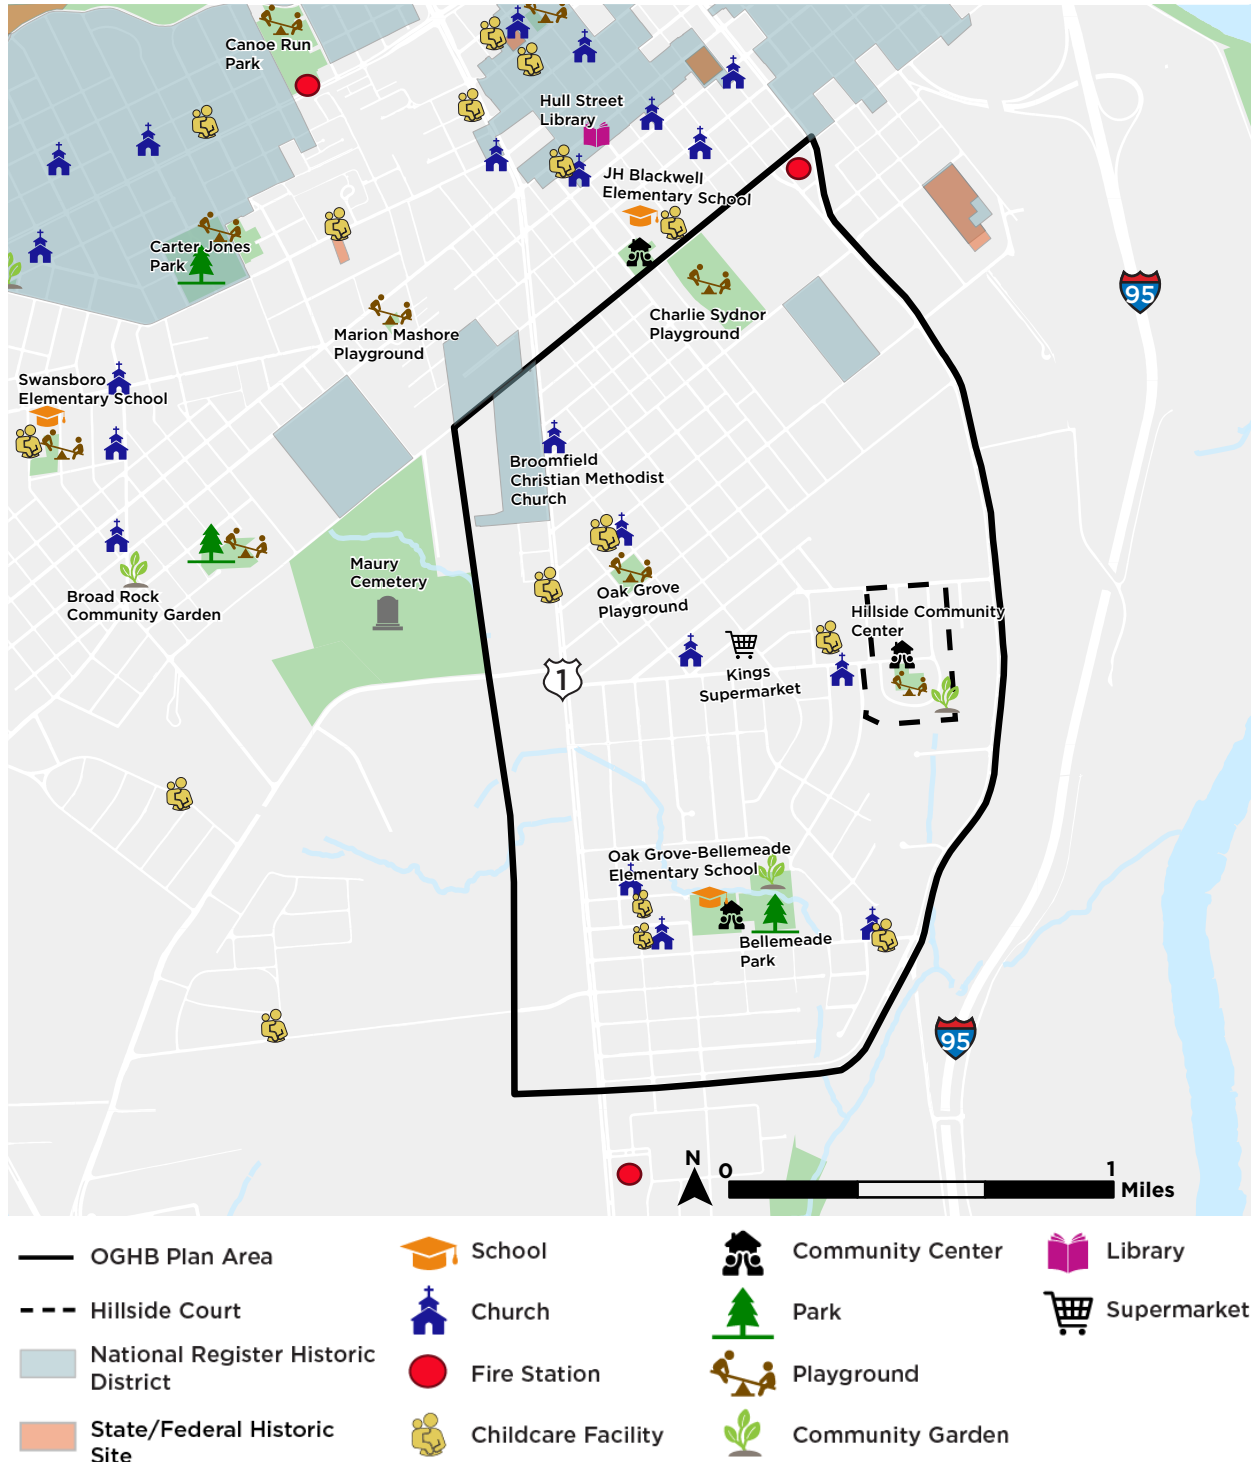 Canoe Run
Park
Hull Street
Library
JH Blackwell
Elementary School
Carter Jones
Park
95
Charlie Sydnor
Playground
Marion Mashore
Playground
Swansboro
Elementary School
Broomfield
Christian Methodist
Church
Maury
Cemetery
Oak Grove
Playground
Broad Rock
Community Garden
Hillside Community
Center
Kings
Supermarket
1
Oak Grove-Bellemeade
Elementary School
Bellemeade
Park
95
N
0
1
Miles
OGHB Plan Area
Hillside Court
National Register Historic
District
State/Federal Historic
Site
School
Church
Fire Station
Childcare Facility
Community Center
Park
Playground
Community Garden
Library
Supermarket